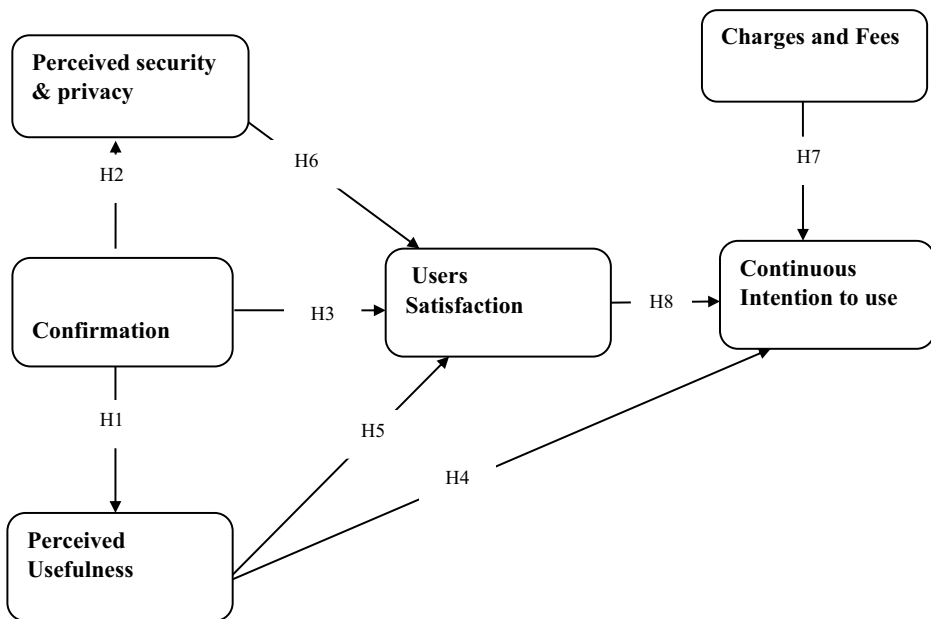 Charges and Fees
Perceived security
& privacy
H7
H6
H2
Users
Satisfaction
Continuous
Intention to use
Confirmation
H3
H8
H1
H5
H4
Perceived
Usefulness